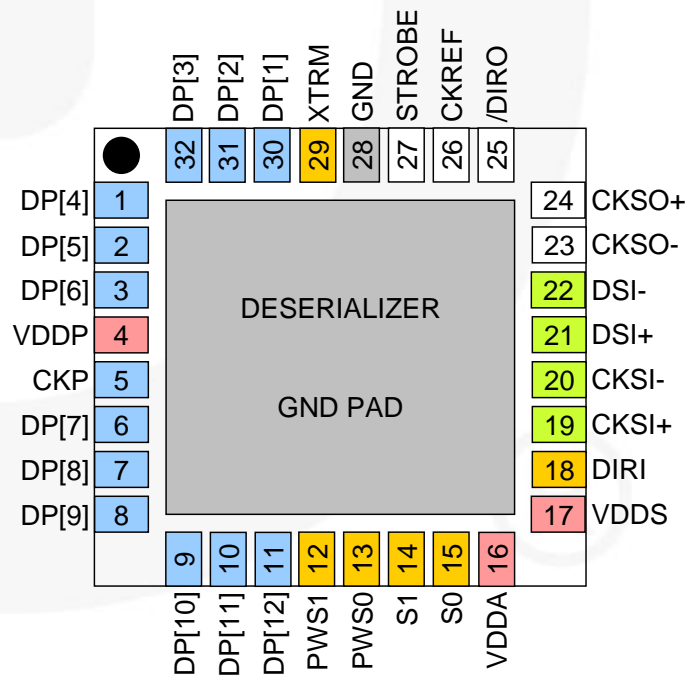 DP[3]
DP[2]
DP[1]
XTRM
GND
STROBE
CKREF
/DIRO
32
31
30
29
28
27
26
25
DP[4] 1
DP[5] 2
DP[6] 3
VDDP 4
CKP 5
DP[7] 6
DP[8] 7
DP[9] 8
DESERIALIZER
GND PAD
24 CKSO+
23 CKSO-
22 DSI-
21 DSI+
20 CKSI-
19 CKSI+
18 DIRI
17 VDDS
9
10
11
12
13
14
15
16
DP[10]
DP[11]
DP[12]
PWS1
PWS0
S1
S0
VDDA